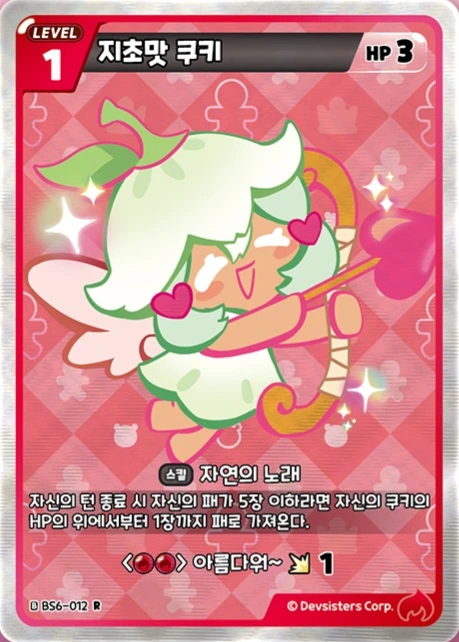 LEVEL
1
지초맛 쿠키
HP 3
스킬 자연의 노래
자신의 턴 종료 시 자신의 패가 5장 이하라면 자신의 쿠키의
HP의 위에서부터 1장까지 패로 가져온다.
<●●> 아름다워~ 1
B BS6-012 R
© Devsisters Corp.